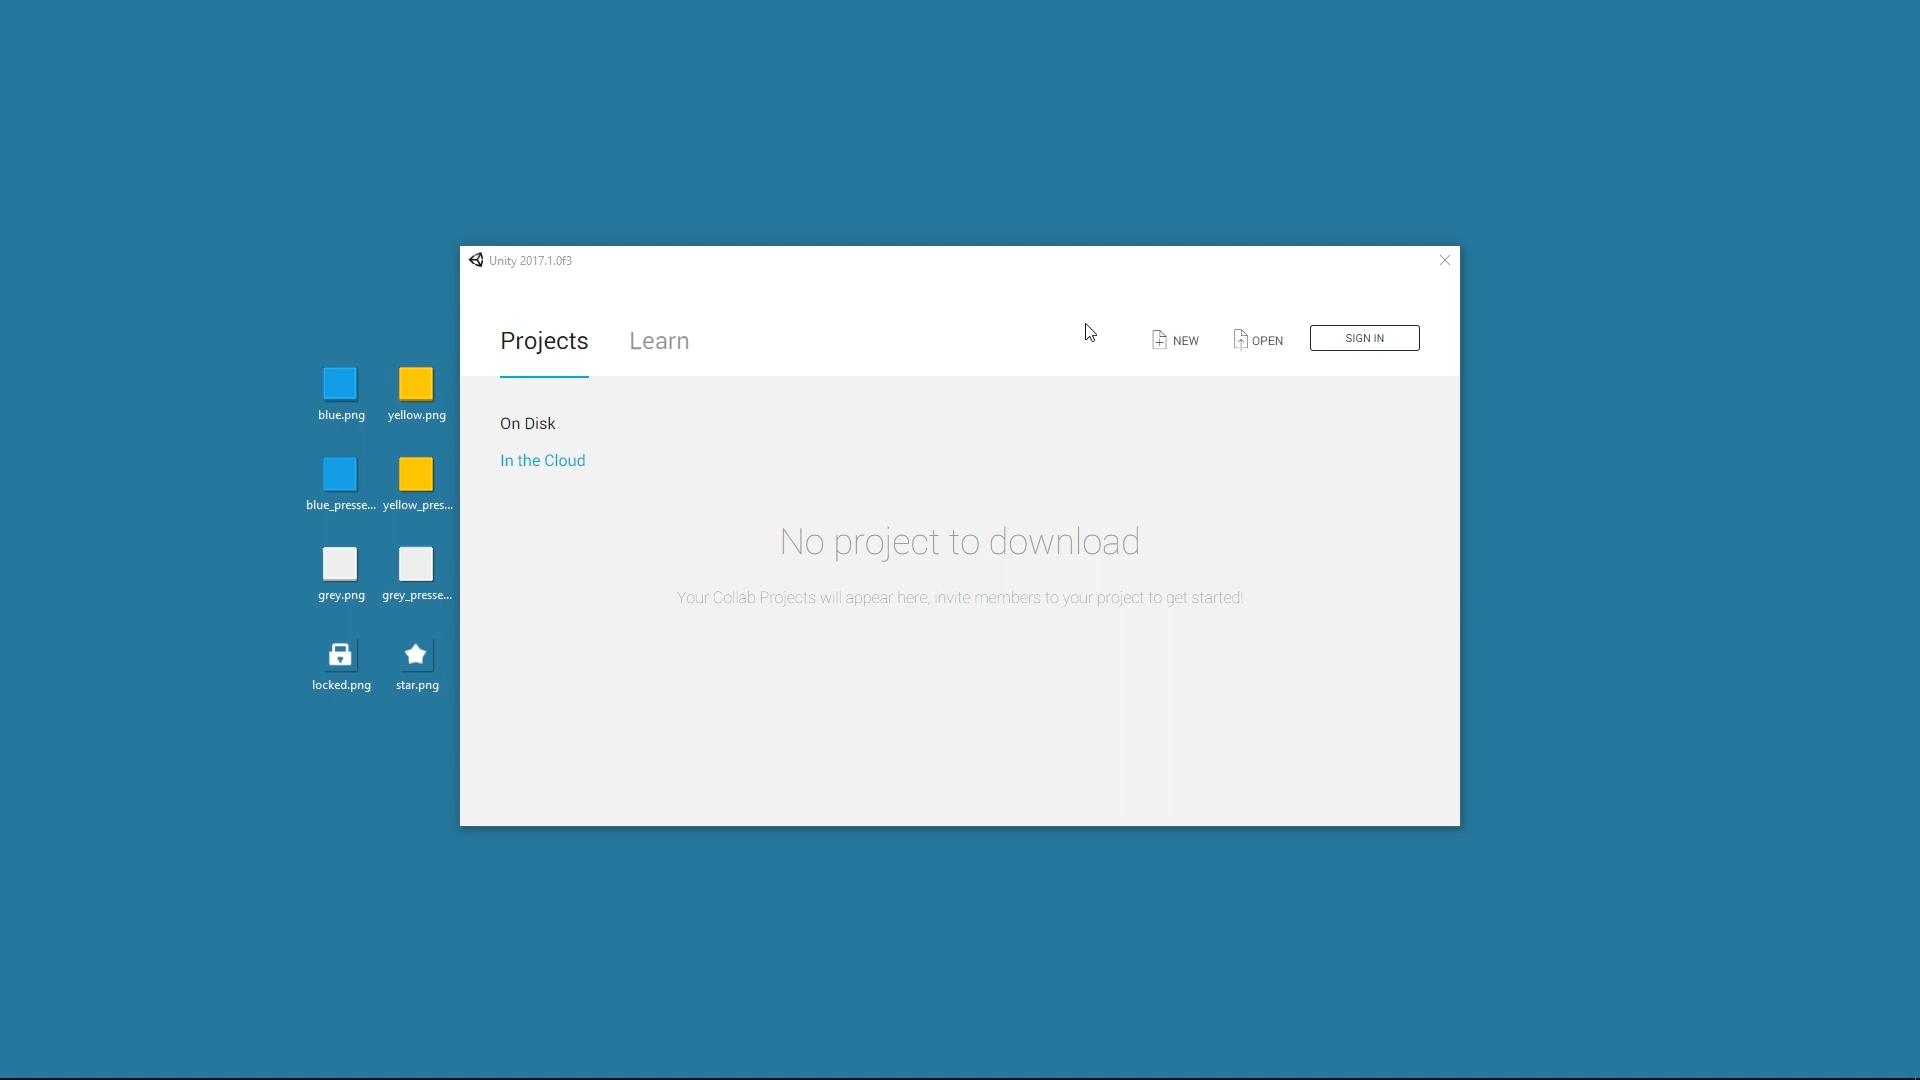 Unity 2017.1.0f3
Projects
Learn
NEW
OPEN
SIGN IN
On Disk
In the Cloud
No project to download
Your Collab Projects will appear here, invite members to your project to get started!
blue.png
yellow.png
blue_presse...
yellow_pres...
grey.png
grey_presse...
locked.png
star.png